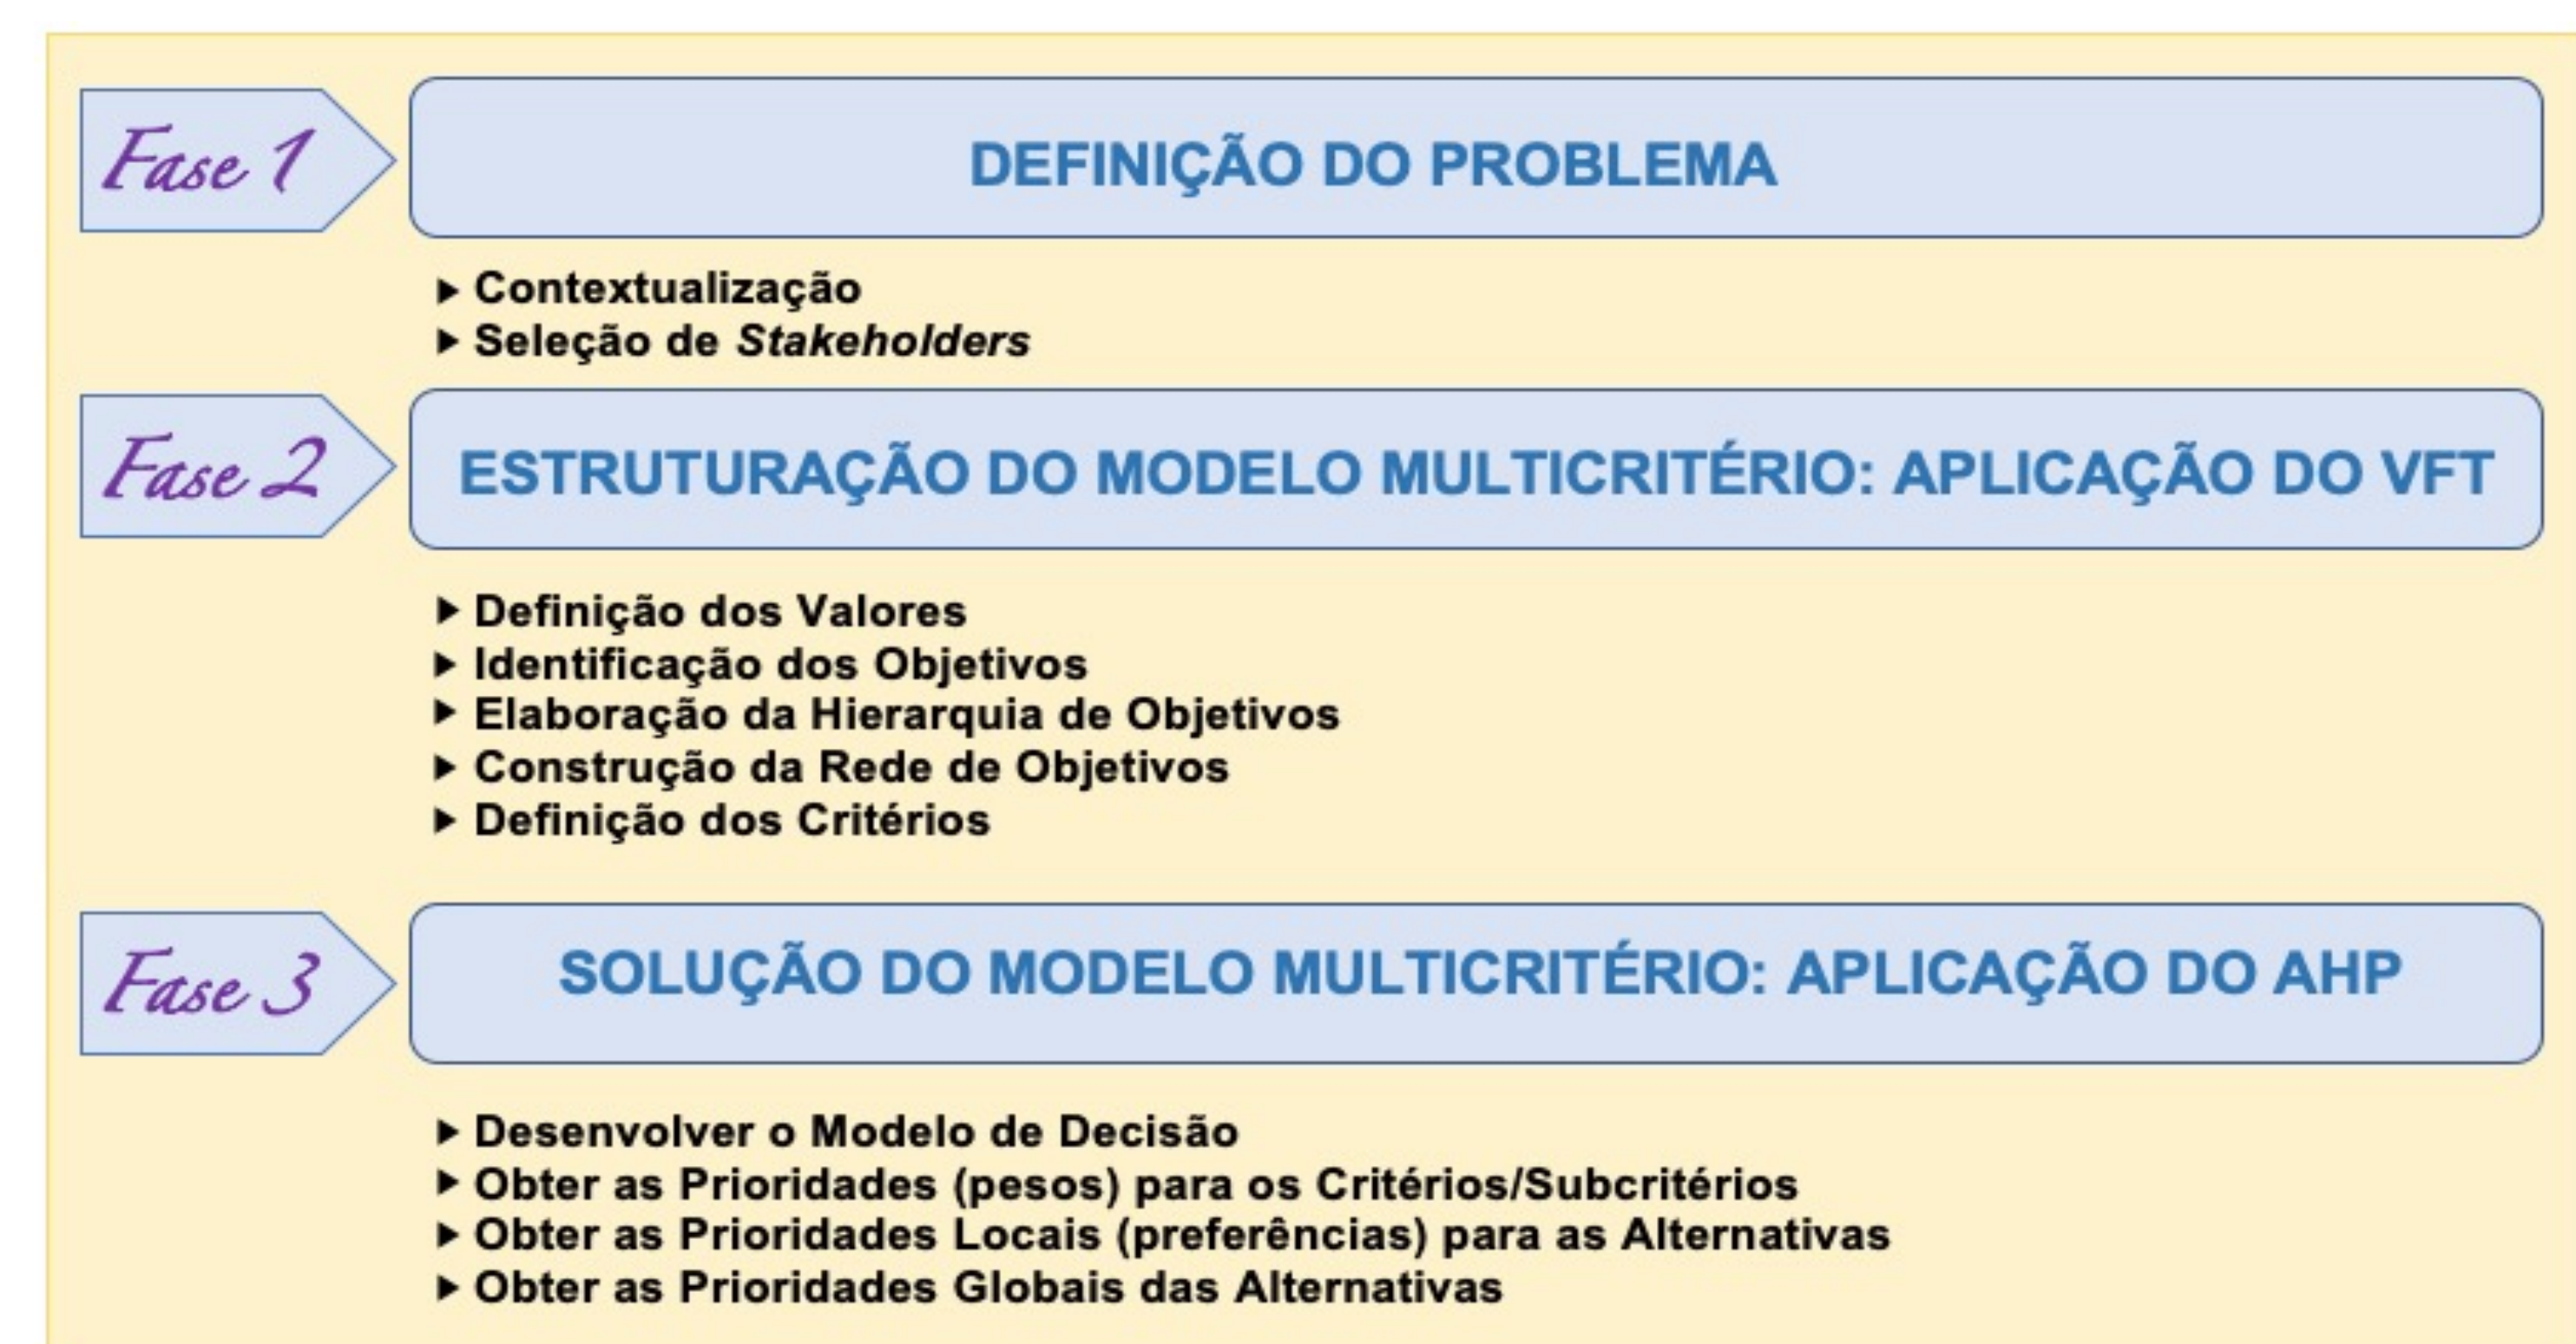 Fase 1
DEFINIÇÃO DO PROBLEMA
Contextualização
Seleção de Stakeholders
Fase 2
ESTRUTURAÇÃO DO MODELO MULTICRITÉRIO: APLICAÇÃO DO VFT
Definição dos Valores
Identificação dos Objetivos
Elaboração da Hierarquia de Objetivos
Construção da Rede de Objetivos
Definição dos Critérios
Fase 3
SOLUÇÃO DO MODELO MULTICRITÉRIO: APLICAÇÃO DO AHP
Desenvolver o Modelo de Decisão
Obter as Prioridades (pesos) para os Critérios/Subcritérios
Obter as Prioridades Locais (preferências) para as Alternativas
Obter as Prioridades Globais das Alternativas